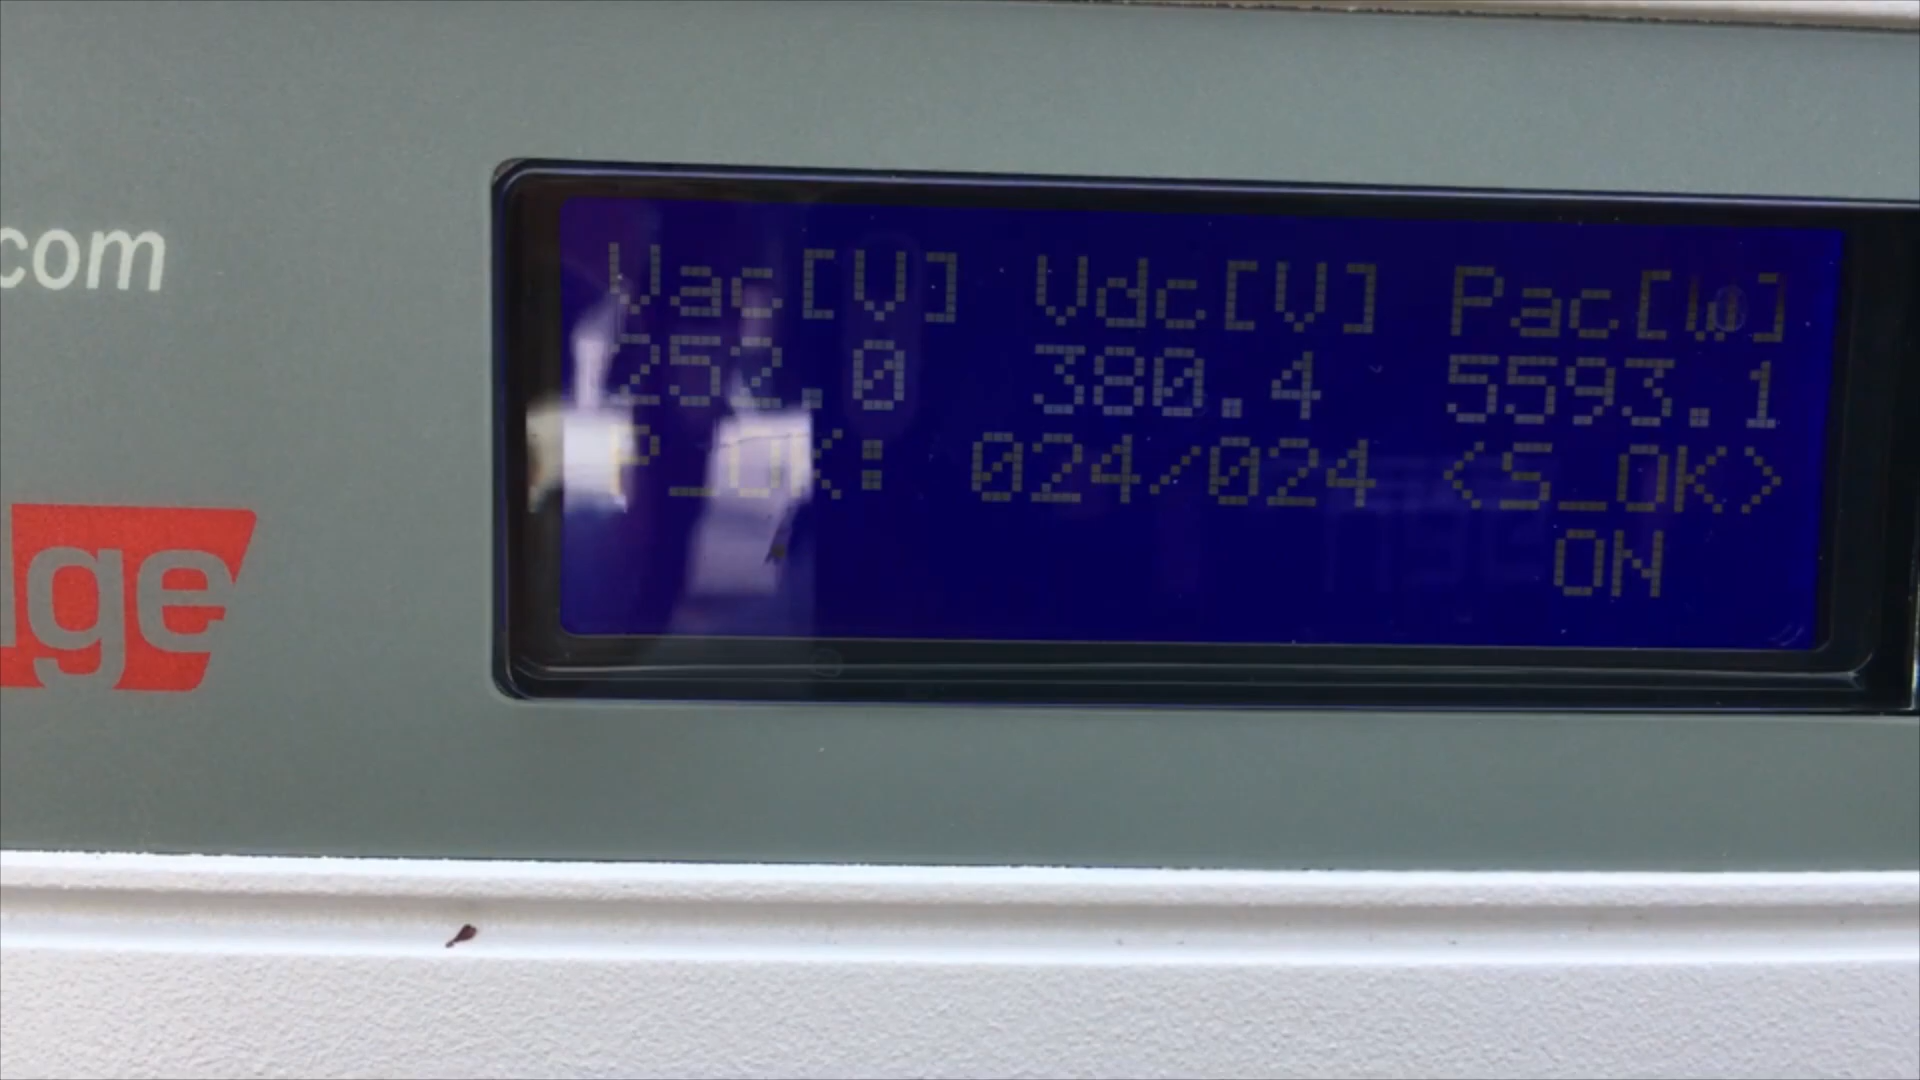 com
ge
Vac[V] Vdc[V] Pac[W]
252.0 380.4 5593.1
P_OK: 024/024 <S_OK>
ON